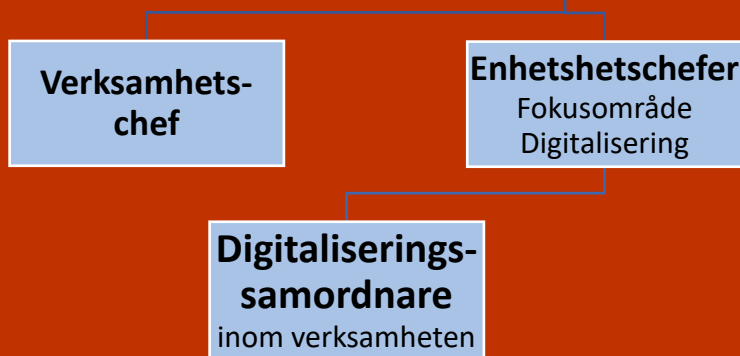 Verksamhets-
chef
Enhetshetschefer
Fokusområde
Digitalisering
Digitaliserings-
samordnare
inom verksamheten